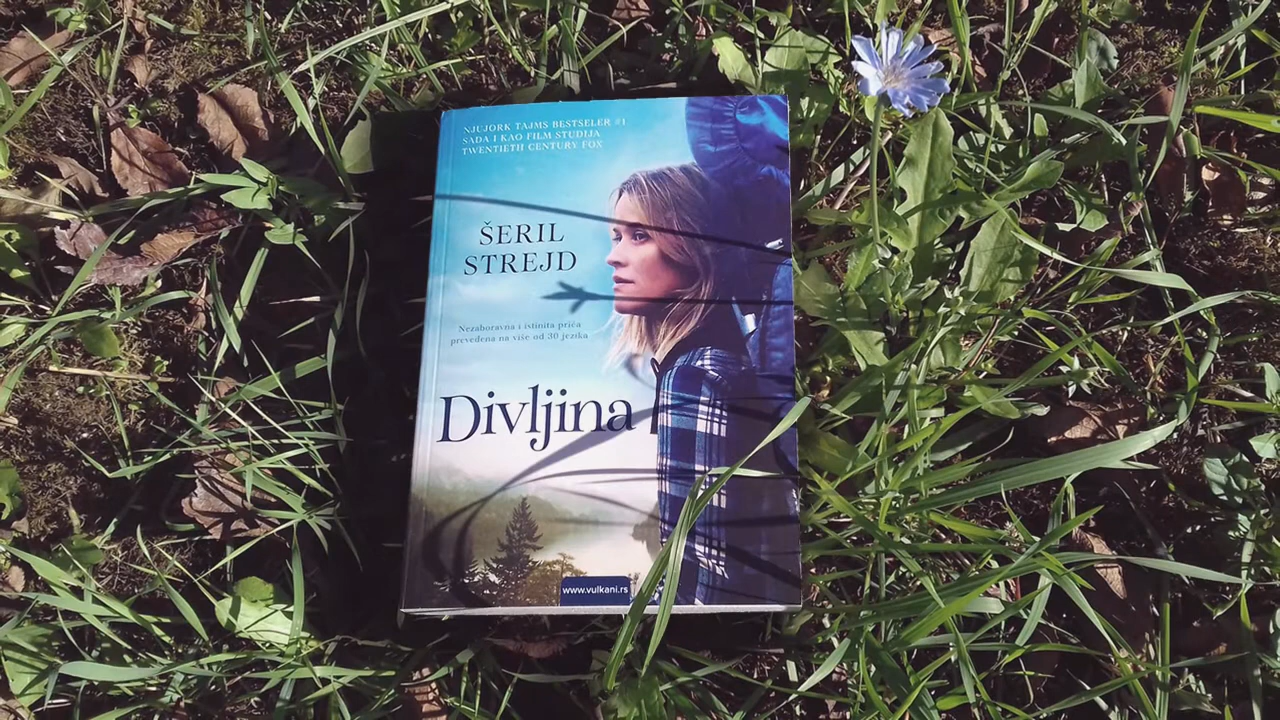 NJUJORK TAJMS BESTSELER #1
SADA I KAO FILM STUDIJA
TWENTIETH CENTURY FOX
ŠERIL
STREJD
Nezaboravna i istinita priča
prevedena na više od 30 jezika
Divljina
www.vulkani.rs